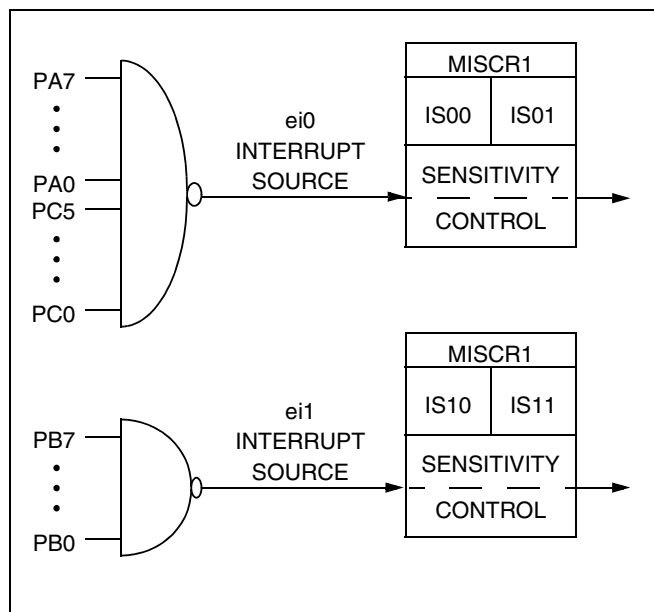 PA7
PA0
PC5
PC0
ei0
INTERRUPT
SOURCE
MISCR1
IS00 IS01
SENSITIVITY
CONTROL
PB7
PB0
ei1
INTERRUPT
SOURCE
MISCR1
IS10 IS11
SENSITIVITY
CONTROL